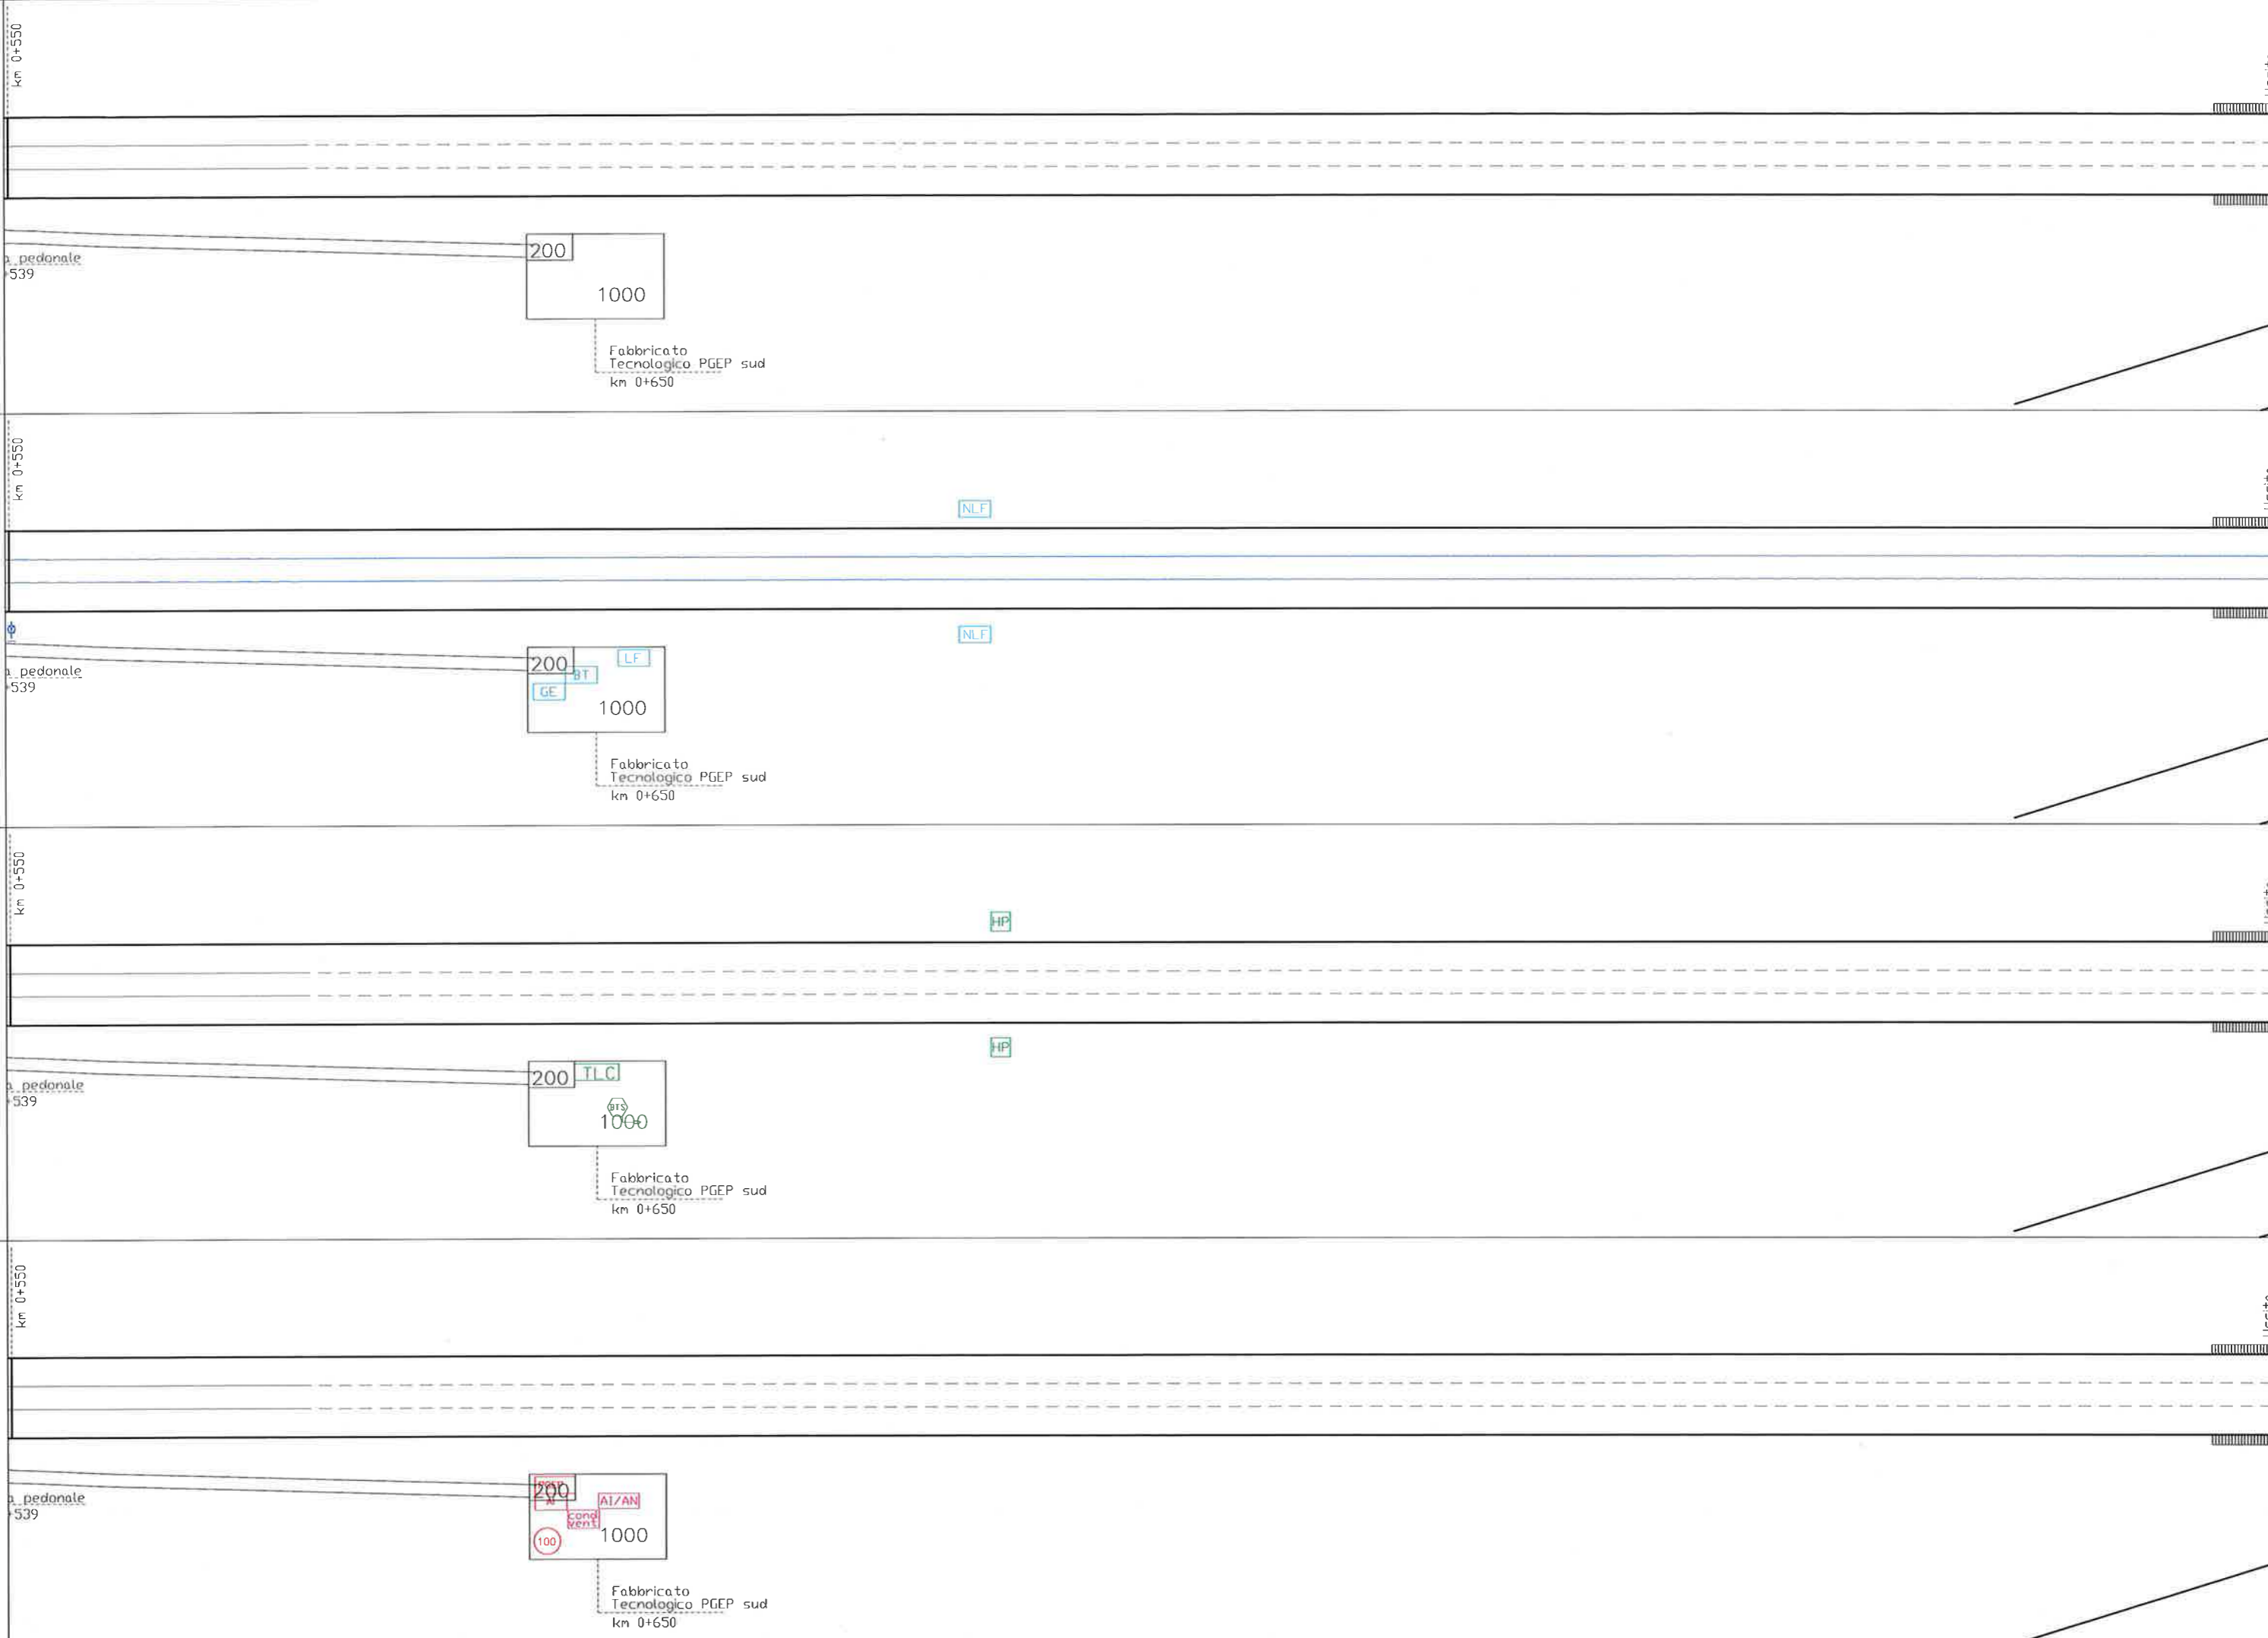 km 0+550
pedonale
539
200
1000
Fabbricato
Tecnologico PGEP sud
km 0+650
km 0+550
NLF
NLF
pedonale
539
200
LF
BT
GE
1000
Fabbricato
Tecnologico PGEP sud
km 0+650
km 0+550
HP
HP
pedonale
539
200
TLC
BTS
1000
Fabbricato
Tecnologico PGEP sud
km 0+650
km 0+550
pedonale
539
200
AI
AI/AN
cond
vent
100
1000
Fabbricato
Tecnologico PGEP sud
km 0+650